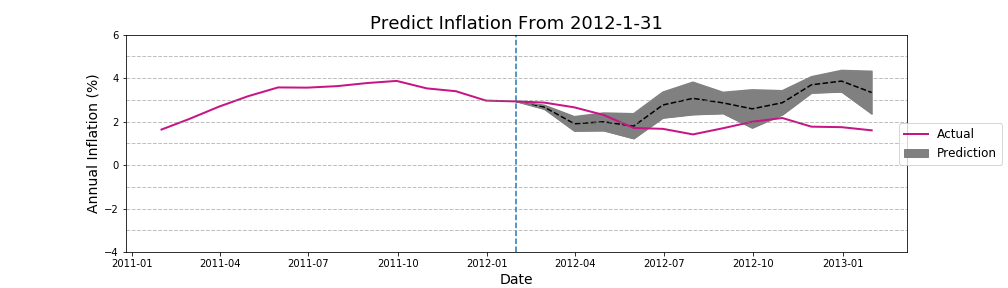 Predict Inflation From 2012-1-31
Annual Inflation (%)
6
4
2
0
−2
−4
2011-01 2011-04 2011-07 2011-10 2012-01 2012-04 2012-07 2012-10 2013-01
Date
Actual
Prediction